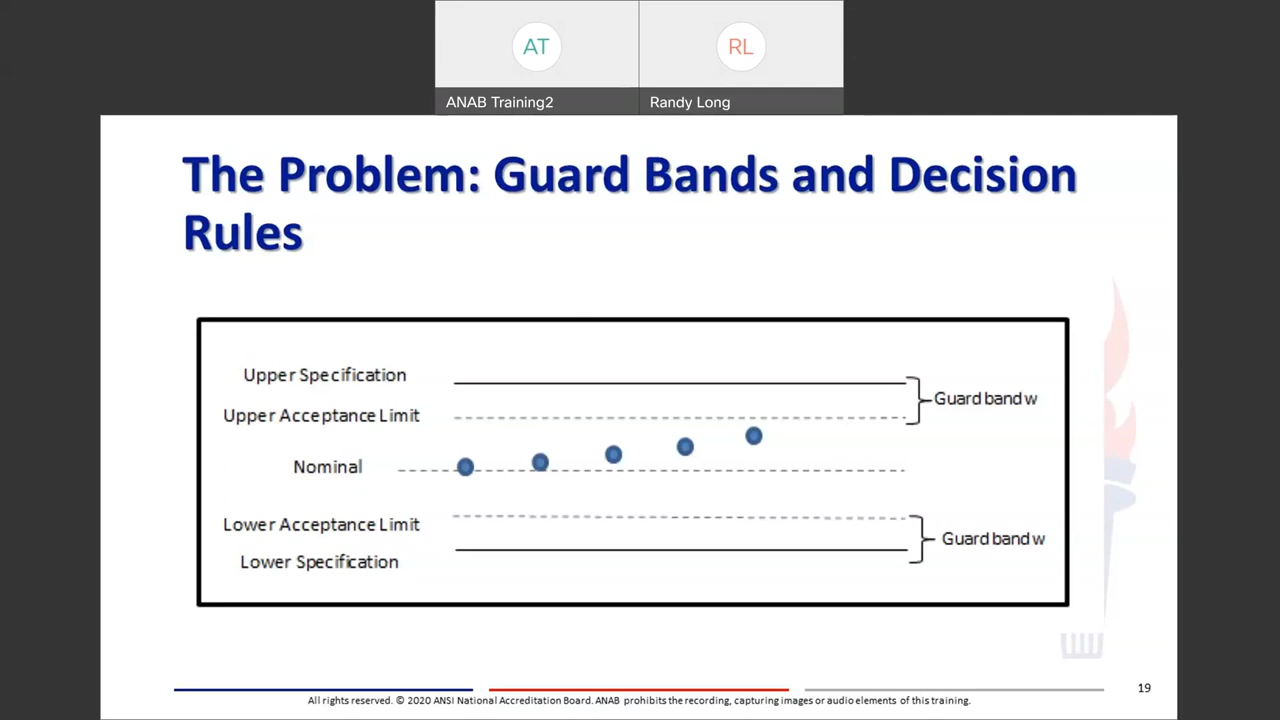 AT
RL
ANAB Training2
Randy Long
The Problem: Guard Bands and Decision
Rules
Upper Specification
Guard band w
Upper Acceptance Limit
Nominal
Lower Acceptance Limit
Guard band w
Lower Specification
19
All rights reserved. © 2020 ANSI National Accreditation Board. ANAB prohibits the recording, capturing images or audio elements of this training.